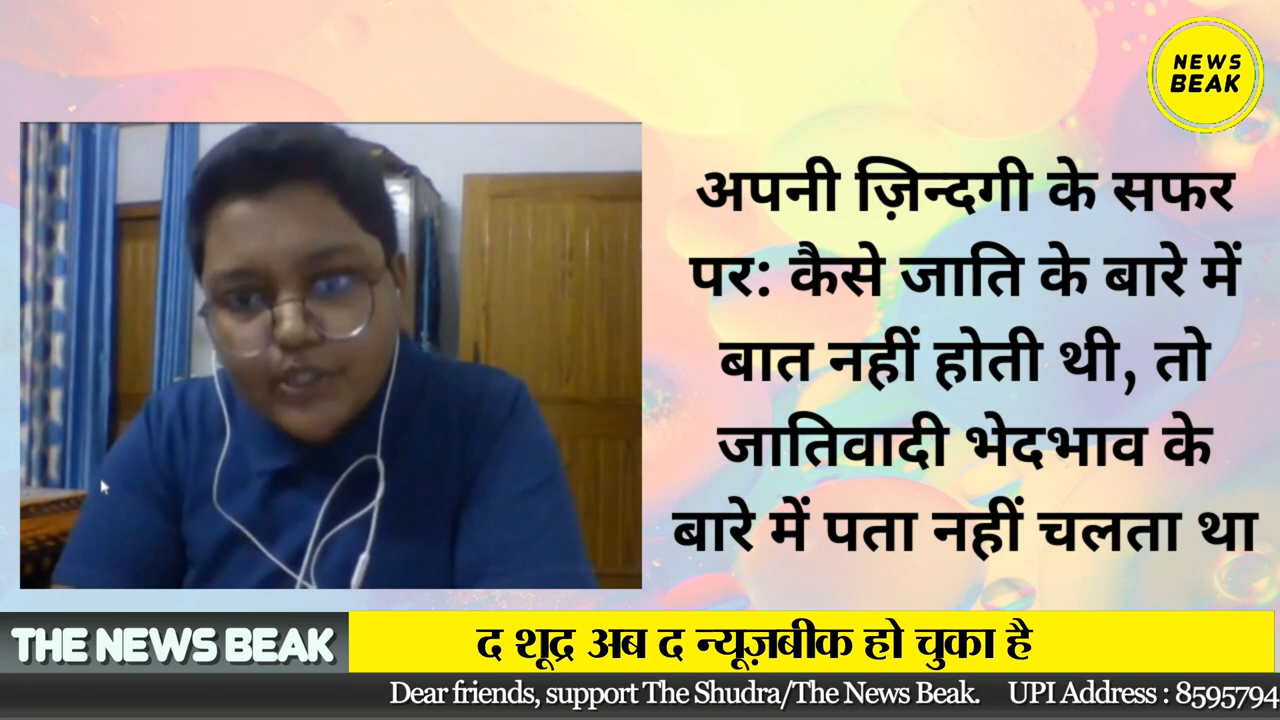 NEWS
BEAK
अपनी ज़िन्दगी के सफर
पर: कैसे जाति के बारे में
बात नहीं होती थी, तो
जातिवादी भेदभाव के
बारे में पता नहीं चलता था
THE NEWS BEAK
द शूद्र अब द न्यूज़बीक हो चुका है
Dear friends, support The Shudra/The News Beak. UPI Address : 8595794